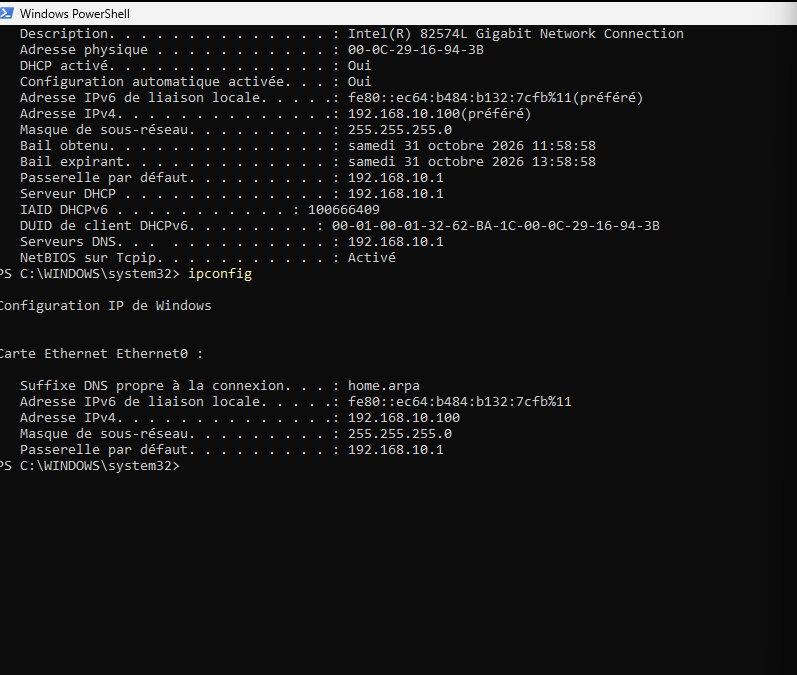 Windows PowerShell
Description. . . . . . . . . . . . . . : Intel(R) 82574L Gigabit Network Connection
Adresse physique . . . . . . . . . . . : 00-0C-29-16-94-3B
DHCP activé. . . . . . . . . . . . . . : Oui
Configuration automatique activée. . . : Oui
Adresse IPv6 de liaison locale. . . . .: fe80::ec64:b484:b132:7cfb%11(préféré)
Adresse IPv4. . . . . . . . . . . . . .: 192.168.10.100(préféré)
Masque de sous-réseau. . . . . . . . . : 255.255.255.0
Bail obtenu. . . . . . . . . . . . . . : samedi 31 octobre 2026 11:58:58
Bail expirant. . . . . . . . . . . . . : samedi 31 octobre 2026 13:58:58
Passerelle par défaut. . . . . . . . . : 192.168.10.1
Serveur DHCP . . . . . . . . . . . . . : 192.168.10.1
IAID DHCPv6 . . . . . . . . . . . : 100666409
DUID de client DHCPv6. . . . . . . . : 00-01-00-01-32-62-BA-1C-00-0C-29-16-94-3B
Serveurs DNS. . . . . . . . . . . . . : 192.168.10.1
NetBIOS sur Tcpip. . . . . . . . . . . : Activé
PS C:\WINDOWS\system32> ipconfig
Configuration IP de Windows
Carte Ethernet Ethernet0 :
Suffixe DNS propre à la connexion. . . : home.arpa
Adresse IPv6 de liaison locale. . . . .: fe80::ec64:b484:b132:7cfb%11
Adresse IPv4. . . . . . . . . . . . . .: 192.168.10.100
Masque de sous-réseau. . . . . . . . . : 255.255.255.0
Passerelle par défaut. . . . . . . . . : 192.168.10.1
PS C:\WINDOWS\system32>